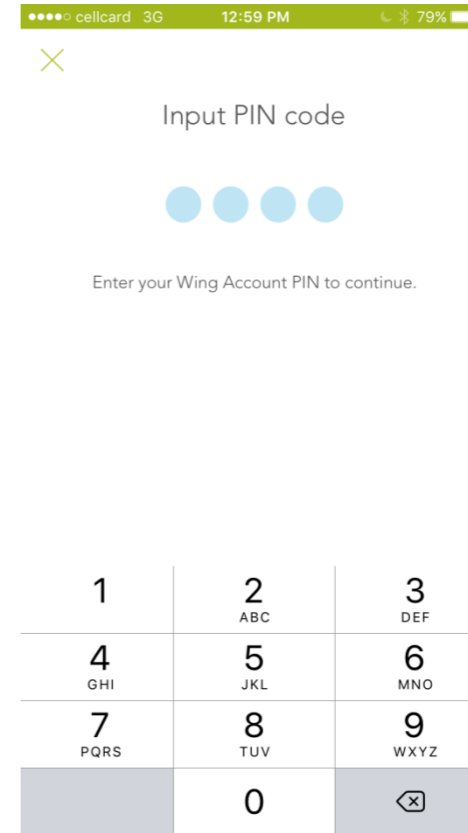 cellcard 3G 12:59 PM 79%
Input PIN code
Enter your Wing Account PIN to continue.
1 2 3
ABC DEF
4 5 6
GHI JKL MNO
7 8 9
PQRS TUV WXYZ
0